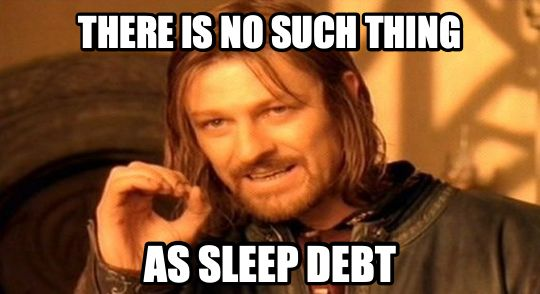 THERE IS NO SUCH THING
AS SLEEP DEBT